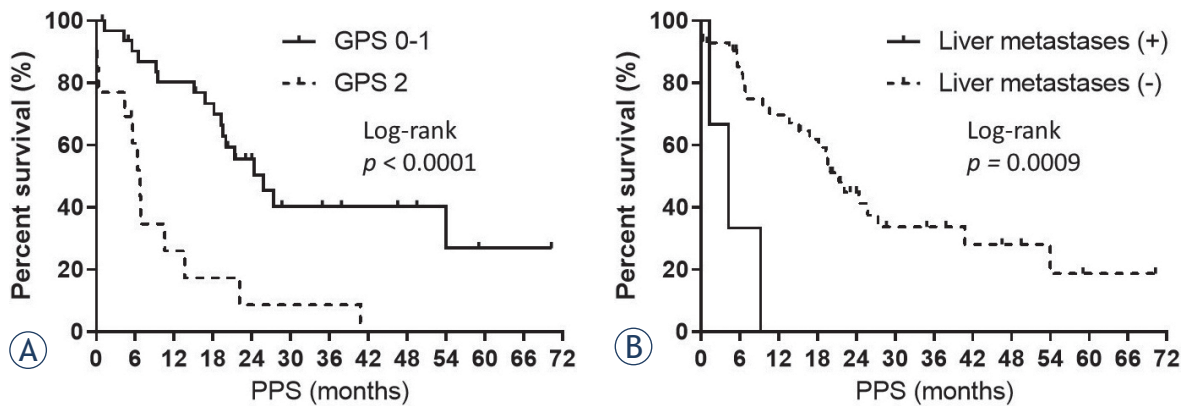 100
80
60
40
20
0
Percent survival (%)
GPS 0-1
GPS 2
Log-rank
p < 0.0001
0 6 12 18 24 30 36 42 48 54 60 66 72
PPS (months)
A
100
80
60
40
20
0
Percent survival (%)
Liver metastases (+)
Liver metastases (-)
Log-rank
p = 0.0009
0 6 12 18 24 30 36 42 48 54 60 66 72
PPS (months)
B